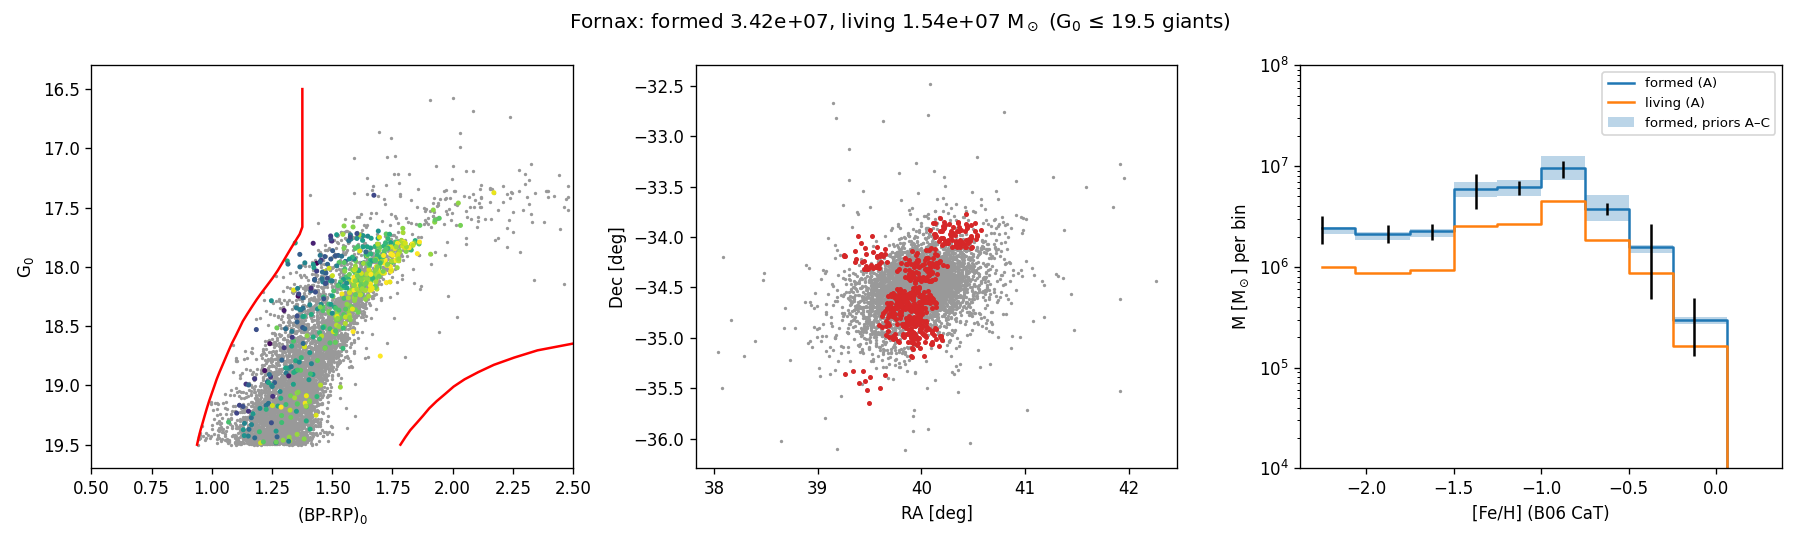 Fornax: formed 3.42e+07, living 1.54e+07 M⊙ (G₀ ≤ 19.5 giants)
16.5
17.0
17.5
18.0
18.5
19.0
19.5
G₀
0.50 0.75 1.00 1.25 1.50 1.75 2.00 2.25 2.50
(BP-RP)₀
−32.5
−33.0
−33.5
−34.0
−34.5
−35.0
−35.5
−36.0
Dec [deg]
38 39 40 41 42
RA [deg]
10⁸
10⁷
10⁶
10⁵
10⁴
M [M⊙] per bin
formed (A)
living (A)
formed, priors A–C
−2.0 −1.5 −1.0 −0.5 0.0
[Fe/H] (B06 CaT)